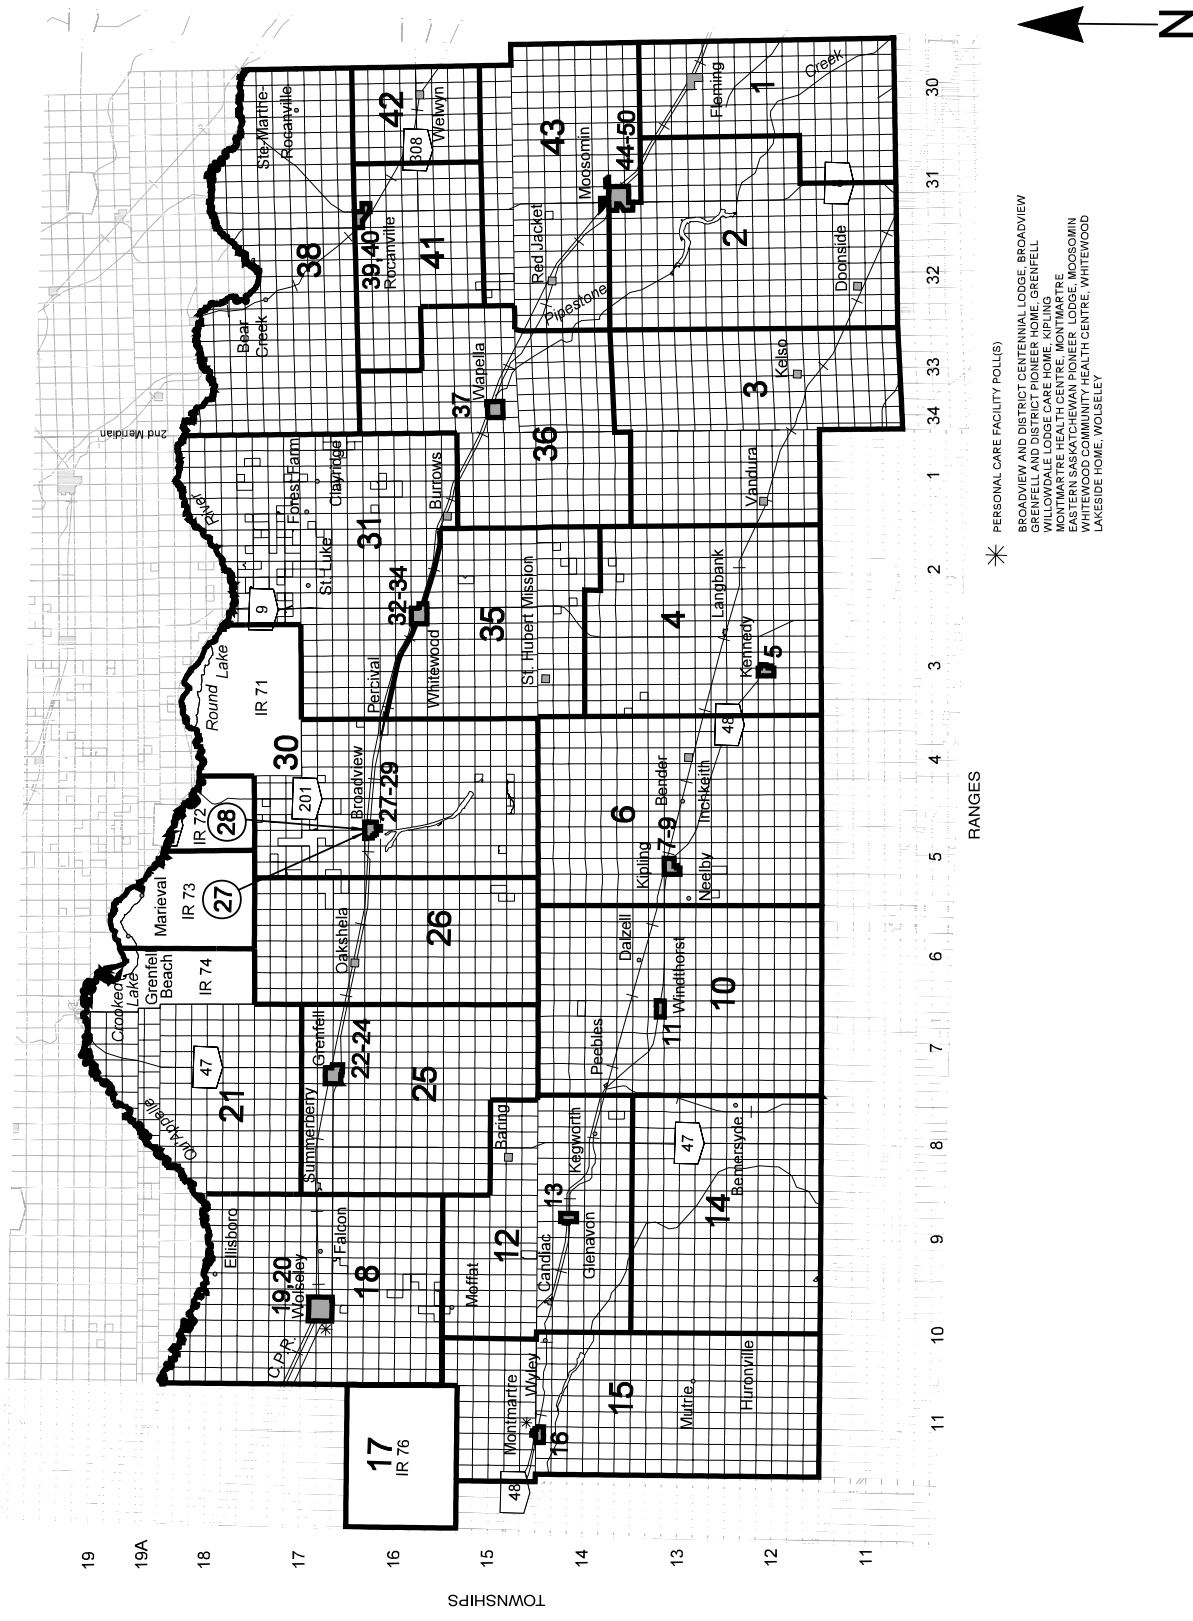 N
30
31
32
33
34
1
2
3
4
5
6
7
8
9
10
11
RANGES
19
19A
18
17
16
15
14
13
12
11
TOWNSHIPS
Ste-Marthe-
Rocanville
42
Welwyn
308
38
39,40
Rocanville
41
43
Moosomin
44-50
Fleming
1
Creek
2
Red Jacket
Pipestone
Doonside
Bear
Creek
37
Wapella
36
3
Kelso
2nd Meridian
River
Forest Farm
Clayridge
St. Luke
31
Burrows
Vandura
9
32-34
Whitewood
Percival
35
St. Hubert Mission
4
Langbank
Kennedy
5
Round
Lake
IR 71
30
201
Broadview
27-29
48
6
Bender
Inchkeith
Kipling
7-9
Neelby
IR 72
28
Marieval
IR 73
27
Crooked
Lake
Grenfell
Beach
IR 74
Oakshela
26
Dalzell
Windthorst
10
11
Peebles
47
21
Qu'Appelle
Grenfell
22-24
Summerberry
25
Baring
Kegworth
47
Bemersyde
14
13
Glenavon
Candiac
12
Moffat
Ellisboro
Falcon
19,20
Wolseley
18
C.P.R.
Montmartre
Wyley
16
15
Mutrie
Huronville
48
17
IR 76
PERSONAL CARE FACILITY POLL(S)
BROADVIEW AND DISTRICT CENTENNIAL LODGE, BROADVIEW
GRENFELL AND DISTRICT PIONEER HOME, GRENFELL
WILLOWDALE LODGE CARE HOME, KIPLING
MONTMARTRE HEALTH CENTRE, MONTMARTRE
EASTERN SASKATCHEWAN PIONEER LODGE, MOOSOMIN
WHITEWOOD COMMUNITY HEALTH CENTRE, WHITEWOOD
LAKESIDE HOME, WOLSELEY